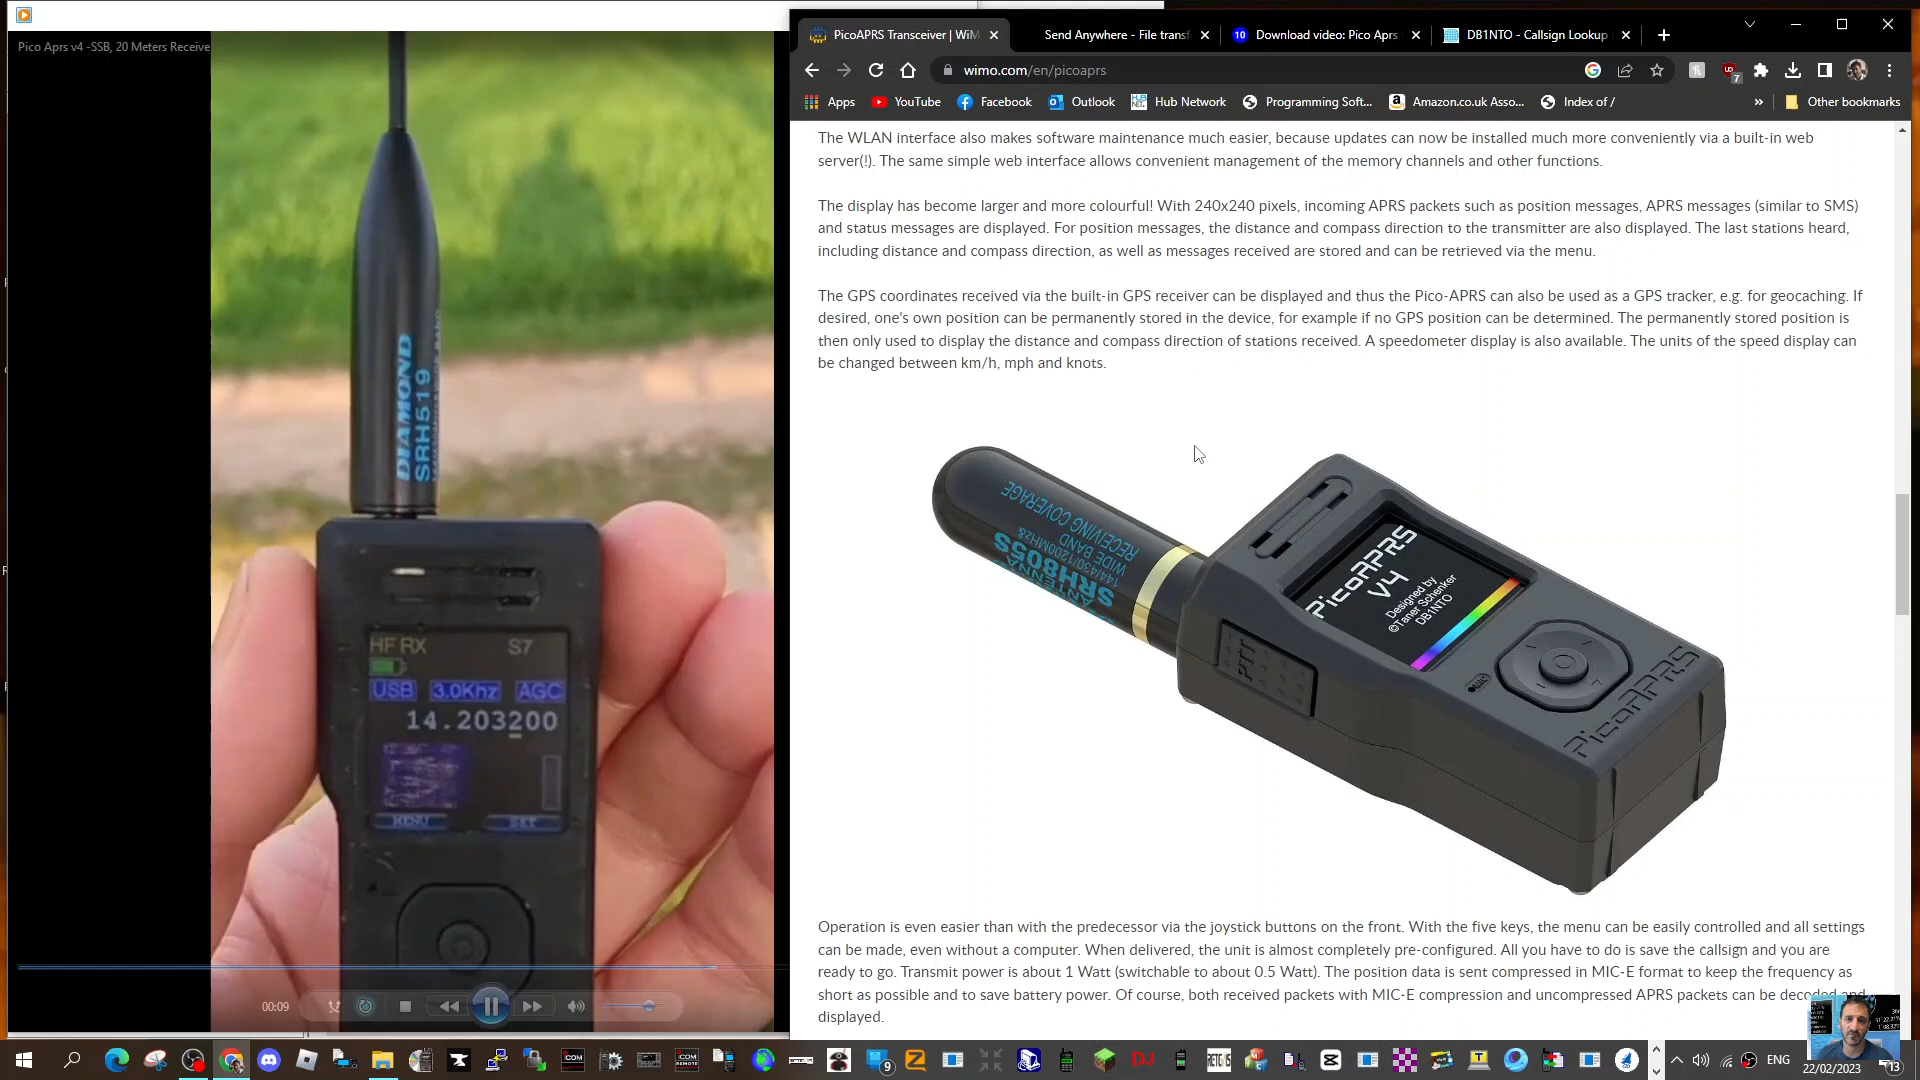 Pico Aprs v4 -SSB, 20 Meters Receive
DIAMOND
SRH519
HF RX S7
USB 3.0Khz AGC
14.203200
MENU SET
00:09
PicoAPRS Transceiver | WiM
Send Anywhere - File transf
Download video: Pico Aprs
DB1NTO - Callsign Lookup
wimo.com/en/picoaprs
7
Apps YouTube Facebook Outlook Hub Network Programming Soft... Amazon.co.uk Asso... Index of / » Other bookmarks
The WLAN interface also makes software maintenance much easier, because updates can now be installed much more conveniently via a built-in web
server(!). The same simple web interface allows convenient management of the memory channels and other functions.
The display has become larger and more colourful! With 240x240 pixels, incoming APRS packets such as position messages, APRS messages (similar to SMS)
and status messages are displayed. For position messages, the distance and compass direction to the transmitter are also displayed. The last stations heard,
including distance and compass direction, as well as messages received are stored and can be retrieved via the menu.
The GPS coordinates received via the built-in GPS receiver can be displayed and thus the Pico-APRS can also be used as a GPS tracker, e.g. for geocaching. If
desired, one's own position can be permanently stored in the device, for example if no GPS position can be determined. The permanently stored position is
then only used to display the distance and compass direction of stations received. A speedometer display is also available. The units of the speed display can
be changed between km/h, mph and knots.
ANTENNA
SRH805S
144/430/1200MHz&
WIDE BAND
RECEIVING COVERAGE
PicoAPRS
V4
Designed by
©Taner Schenker
DB1NTO
PTT
MIC
PicoAPRS
Operation is even easier than with the predecessor via the joystick buttons on the front. With the five keys, the menu can be easily controlled and all settings
can be made, even without a computer. When delivered, the unit is almost completely pre-configured. All you have to do is save the callsign and you are
ready to go. Transmit power is about 1 Watt (switchable to about 0.5 Watt). The position data is sent compressed in MIC-E format to keep the frequency as
short as possible and to save battery power. Of course, both received packets with MIC-E compression and uncompressed APRS packets can be decoded and
displayed.
ENG
22/02/2023
13